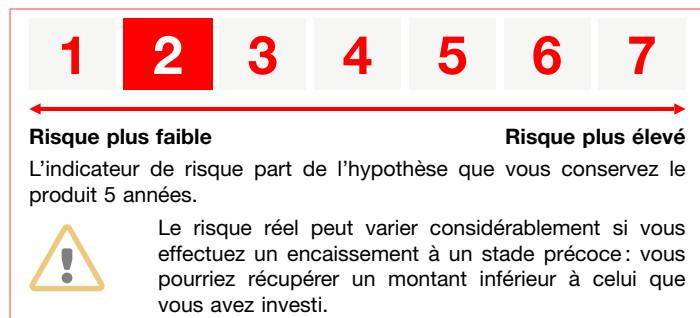 1 2 3 4 5 6 7
Risque plus faible Risque plus élevé
L'indicateur de risque part de l'hypothèse que vous conservez le
produit 5 années.
Le risque réel peut varier considérablement si vous
effectuez un encaissement à un stade précoce : vous
pourriez récupérer un montant inférieur à celui que
vous avez investi.